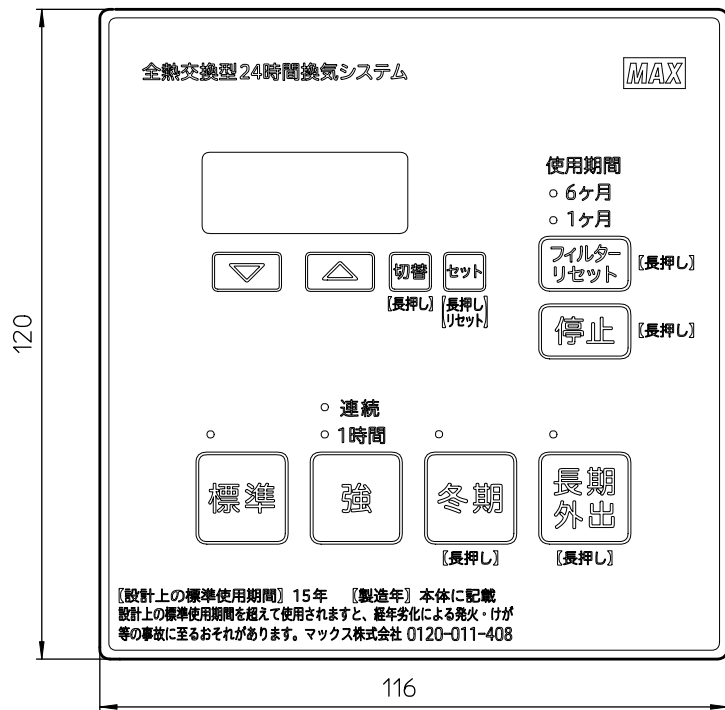 全熱交換型24時間換気システム
MAX
使用期間
6ヶ月
1ヶ月
フィルター
リセット
〖長押し〗
切替
セット
〖長押し〗
〖長押し
リセット〗
停止
〖長押し〗
120
連続
1時間
標準
強
冬期
長期
外出
〖長押し〗
〖長押し〗
〖設計上の標準使用期間〗 15年 〖製造年〗 本体に記載
設計上の標準使用期間を超えて使用されますと、経年劣化による発火・けが
等の事故に至るおそれがあります。マックス株式会社 0120-011-408
116